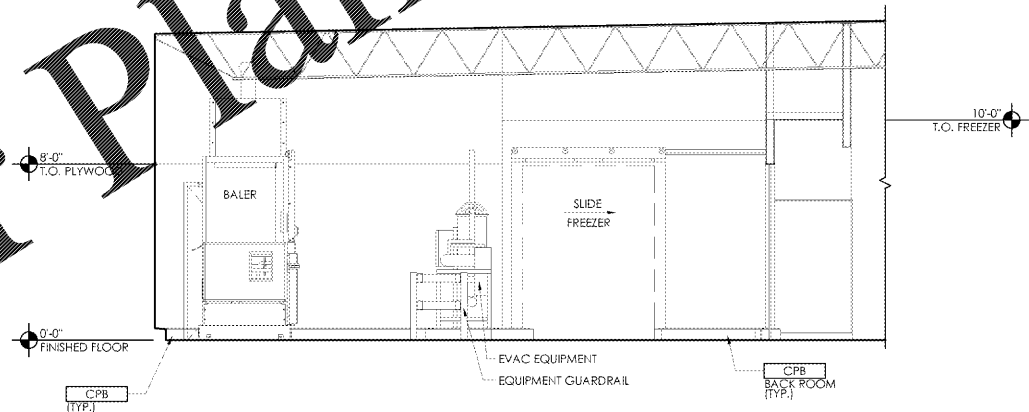 Plan
10'-0"
T.O. FREEZER
8'-0"
T.O. PLYWOOD
BALER
SLIDE
FREEZER
0'-0"
FINISHED FLOOR
EVAC EQUIPMENT
EQUIPMENT GUARDRAIL
CPB
(TYP.)
CPB
BACK ROOM
(TYP.)